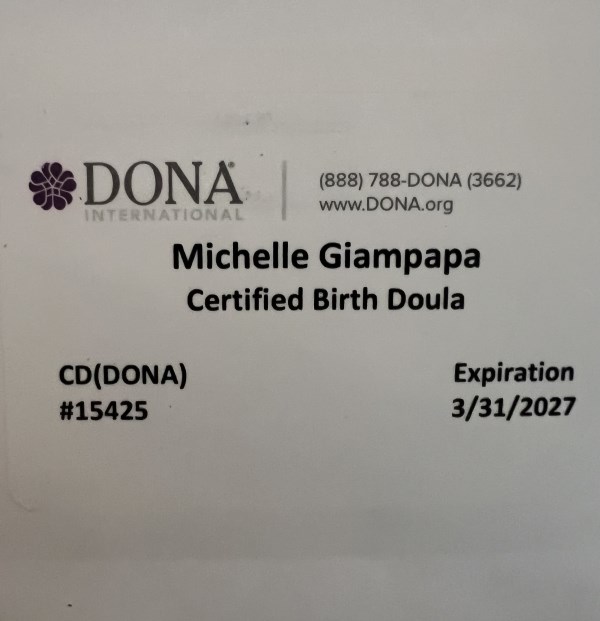 DONA®
INTERNATIONAL
(888) 788-DONA (3662)
www.DONA.org
Michelle Giampapa
Certified Birth Doula
CD(DONA)
#15425
Expiration
3/31/2027